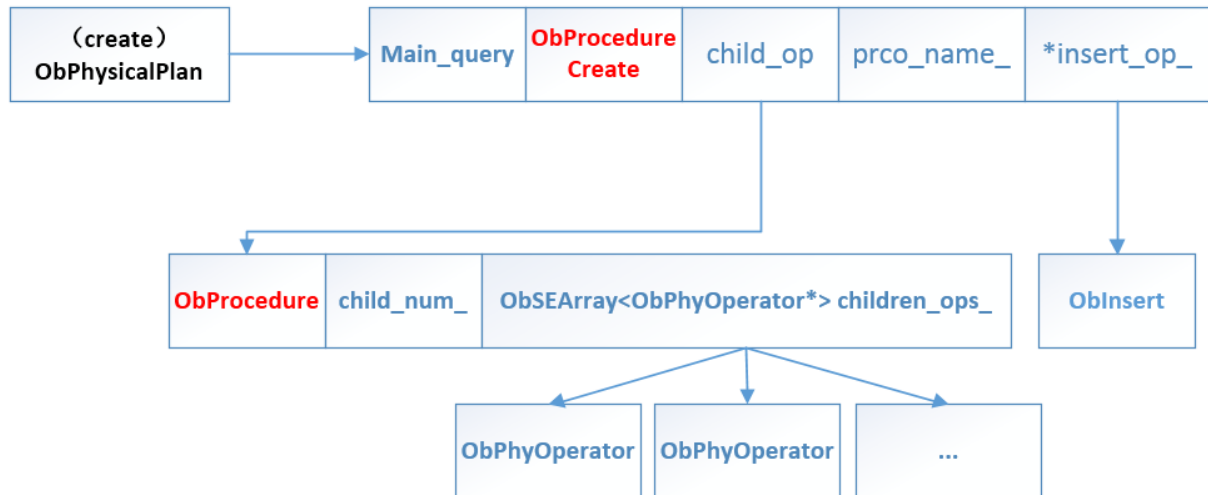 （create）
ObPhysicalPlan
Main_query
ObProcedure
Create
child_op
prco_name_
*insert_op_
ObProcedure
child_num_
ObSEArray<ObPhyOperator*> children_ops_
ObInsert
ObPhyOperator
ObPhyOperator
...